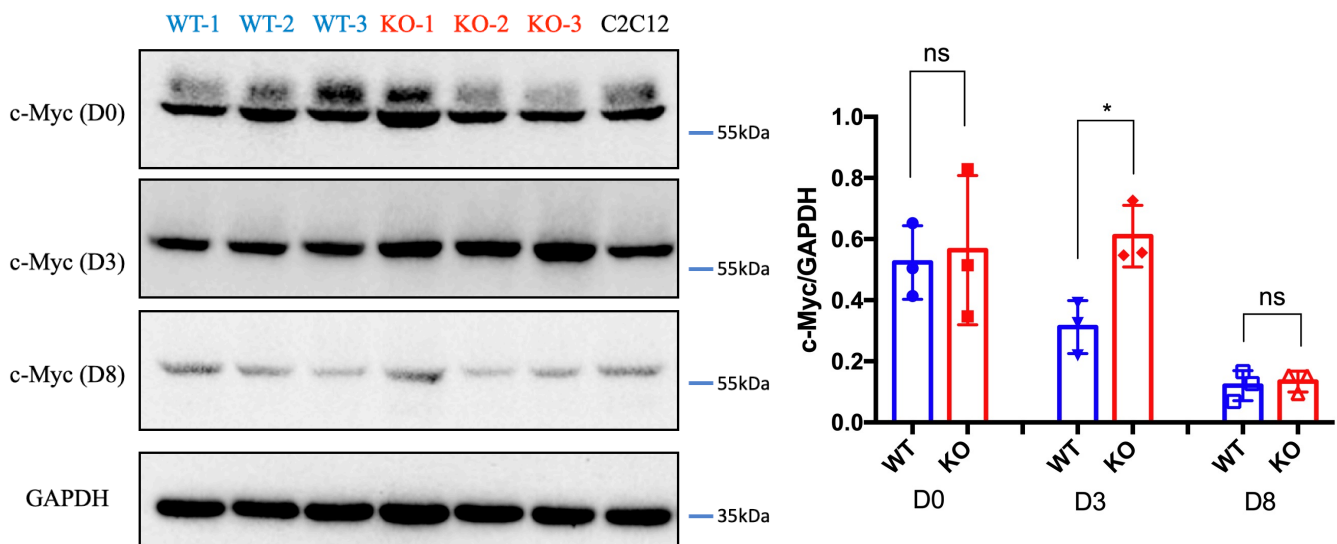 WT-1 WT-2 WT-3 KO-1 KO-2 KO-3 C2C12
c-Myc (D0)
55kDa
c-Myc (D3)
55kDa
c-Myc (D8)
55kDa
GAPDH
35kDa
ns
*
ns
c-Myc/GAPDH
1.0
0.8
0.6
0.4
0.2
0.0
WT KO WT KO WT KO
D0 D3 D8